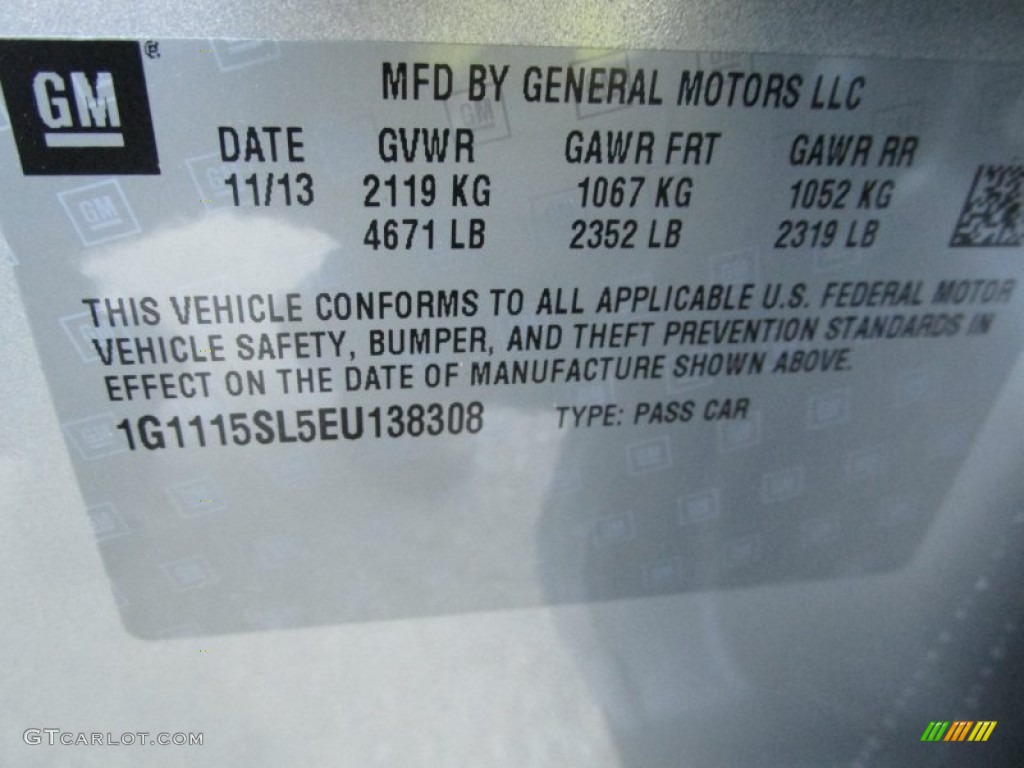 GM
MFD BY GENERAL MOTORS LLC
DATE GVWR GAWR FRT GAWR RR
11/13 2119 KG 1067 KG 1052 KG
4671 LB 2352 LB 2319 LB
THIS VEHICLE CONFORMS TO ALL APPLICABLE U.S. FEDERAL MOTOR
VEHICLE SAFETY, BUMPER, AND THEFT PREVENTION STANDARDS IN
EFFECT ON THE DATE OF MANUFACTURE SHOWN ABOVE.
1G1115SL5EU138308 TYPE: PASS CAR
GTCARLOT.COM